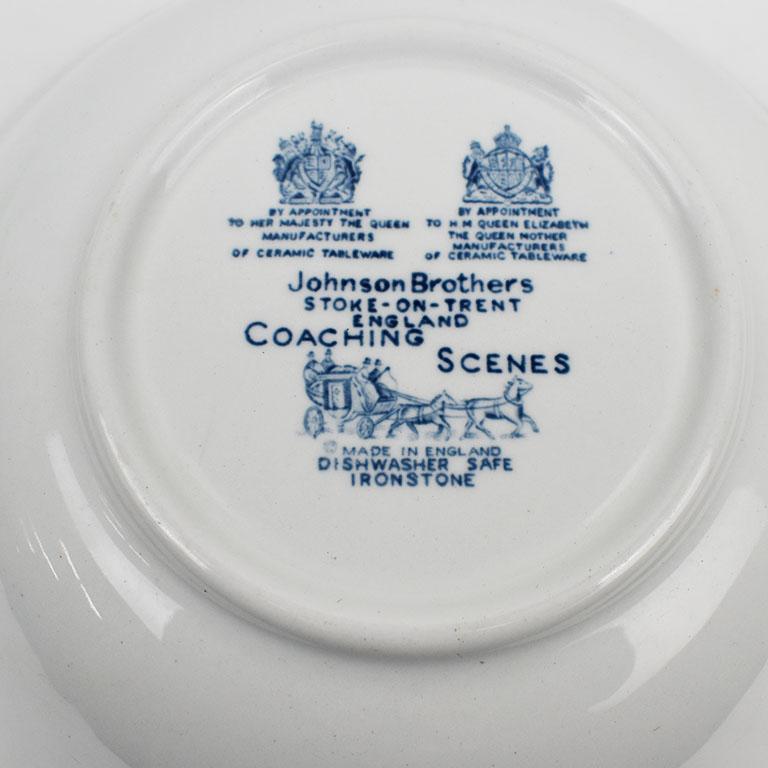 BY APPOINTMENT
TO HER MAJESTY THE QUEEN
MANUFACTURERS
OF CERAMIC TABLEWARE
BY APPOINTMENT
TO H M QUEEN ELIZABETH
THE QUEEN MOTHER
MANUFACTURERS
OF CERAMIC TABLEWARE
Johnson Brothers
STOKE-ON-TRENT
ENGLAND
COACHING
SCENES
MADE IN ENGLAND
DISHWASHER SAFE
IRONSTONE